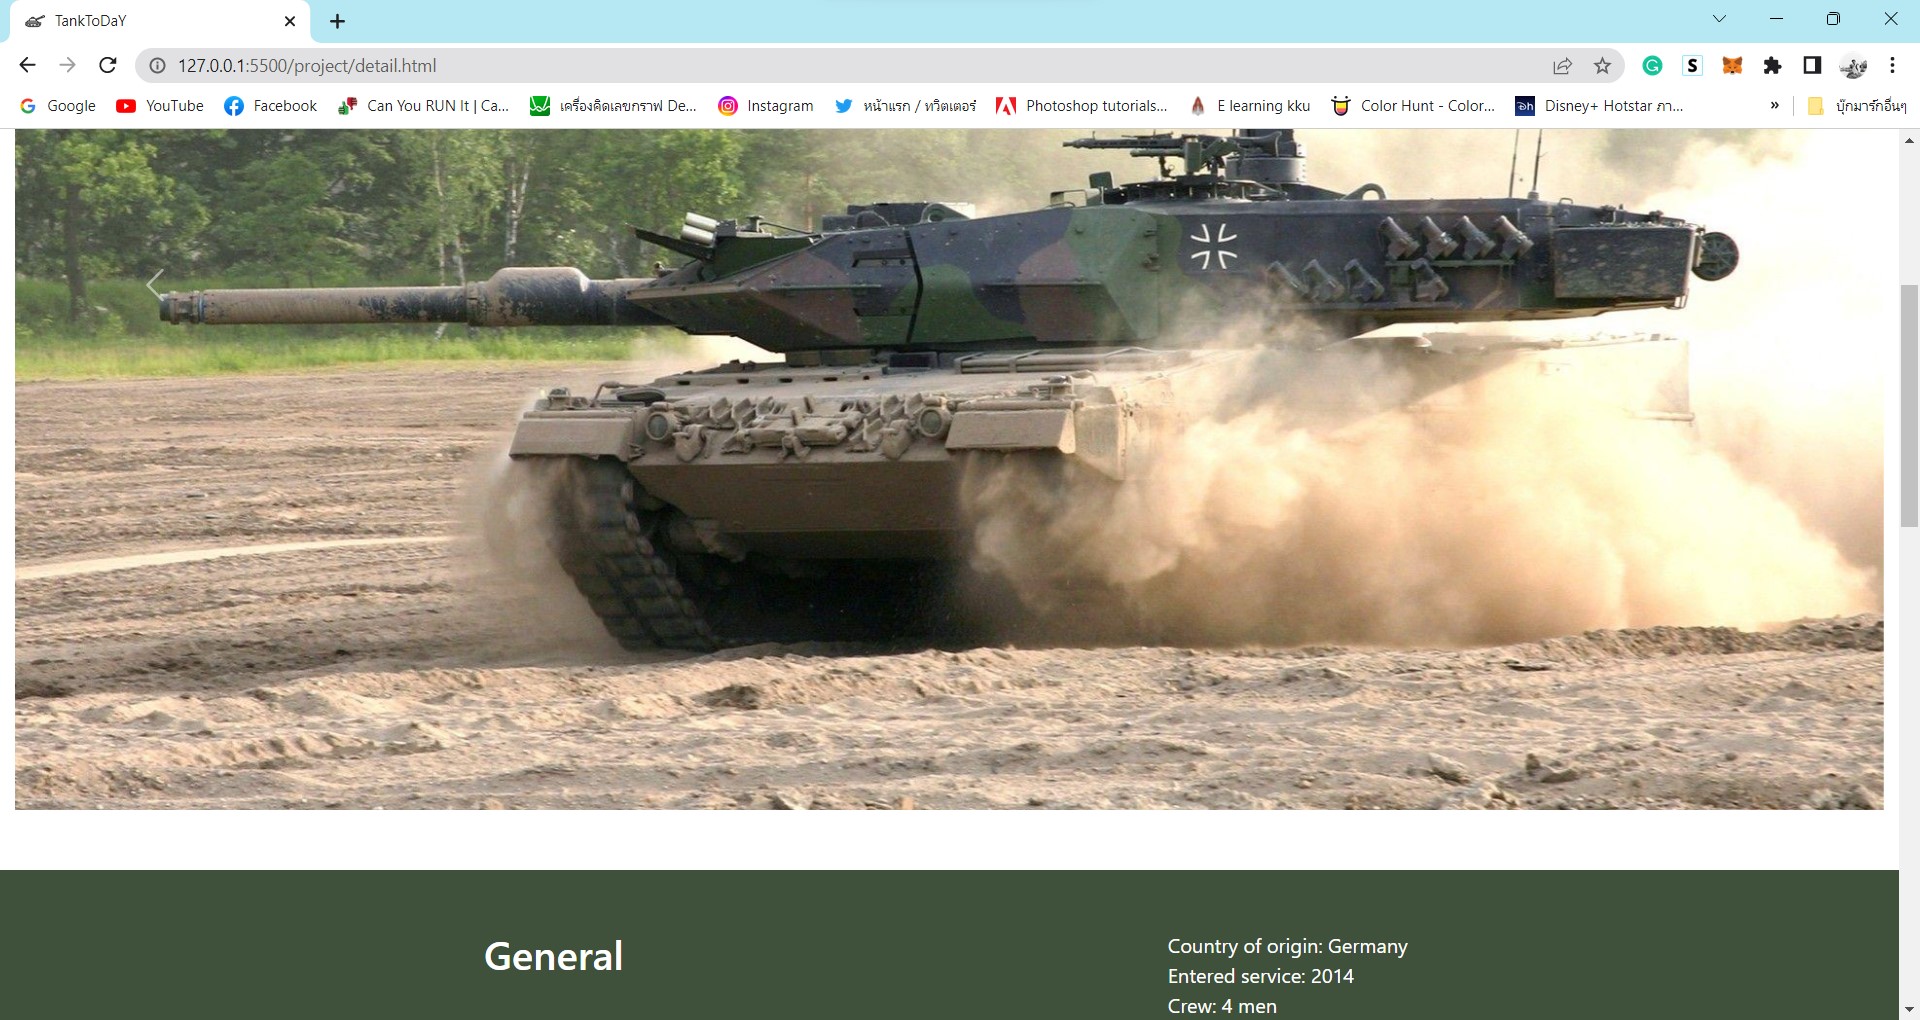 TankToDaY
127.0.0.1:5500/project/detail.html
Google
YouTube
Facebook
Can You RUN It | Ca...
เครื่องคิดเลขกราฟ De...
Instagram
หน้าแรก / ทวิตเตอร์
Photoshop tutorials...
E learning kku
Color Hunt - Color...
Disney+ Hotstar ภา...
»
บุ๊กมาร์กอื่นๆ
General
Country of origin: Germany
Entered service: 2014
Crew: 4 men